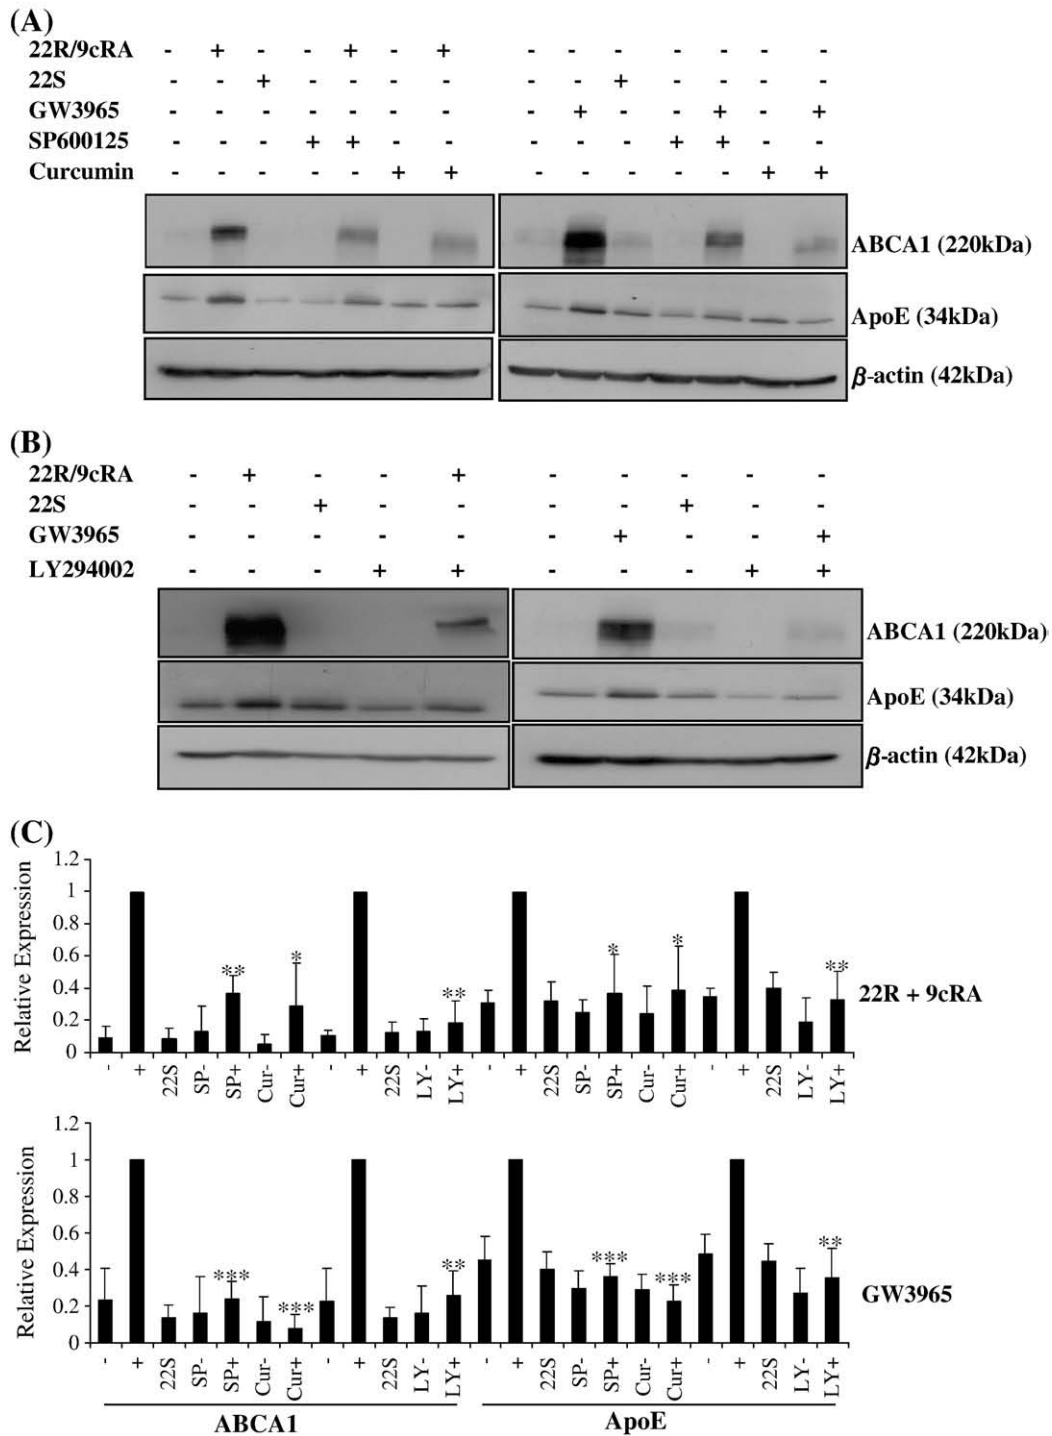 (A)
22R/9cRA - + - - + - + - - - - - - -
22S - - + - - - - - - + - - - -
GW3965 - - - - - - - - + - - + - +
SP600125 - - - + + - - - - - + + - -
Curcumin - - - - - + + - - - - - + +
ABCA1 (220kDa)
ApoE (34kDa)
β-actin (42kDa)
(B)
22R/9cRA - + - - + - - - - -
22S - - + - - - - + - -
GW3965 - - - - - - + - - +
LY294002 - - - + + - - - + +
ABCA1 (220kDa)
ApoE (34kDa)
β-actin (42kDa)
(C)
Relative Expression
1.2
1
0.8
0.6
0.4
0.2
0
** * ** * * **
22R + 9cRA
- + 22S SP- SP+ Cur- Cur+ - + 22S LY- LY+ - + 22S SP- SP+ Cur- Cur+ - + 22S LY- LY+
Relative Expression
1.2
1
0.8
0.6
0.4
0.2
0
*** *** ** *** *** **
GW3965
- + 22S SP- SP+ Cur- Cur+ - + 22S LY- LY+ - + 22S SP- SP+ Cur- Cur+ - + 22S LY- LY+
ABCA1 ApoE